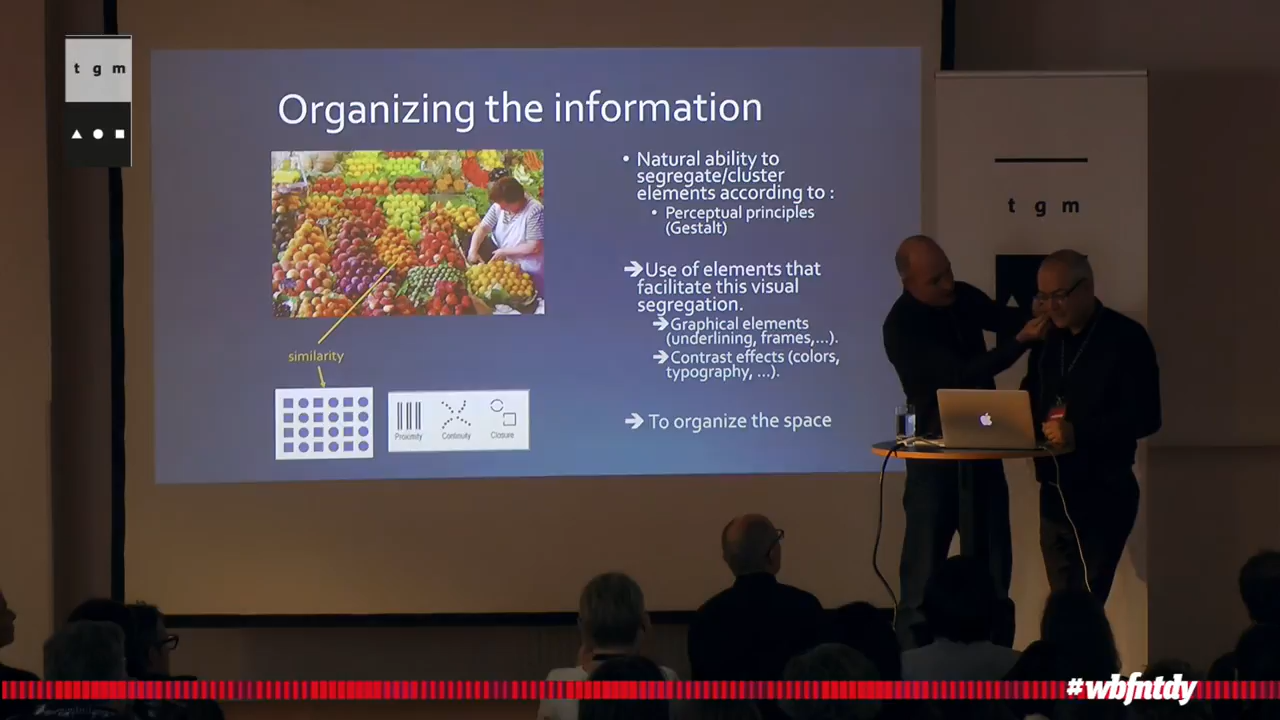 t g m
Organizing the information
• Natural ability to
segregate/cluster
elements according to :
• Perceptual principles
(Gestalt)
➔Use of elements that
facilitate this visual
segregation.
➔Graphical elements
(underlining, frames,...).
➔Contrast effects (colors,
typography, ...).
➔ To organize the space
similarity
Proximity Continuity Closure
t g m
#wbfntdy